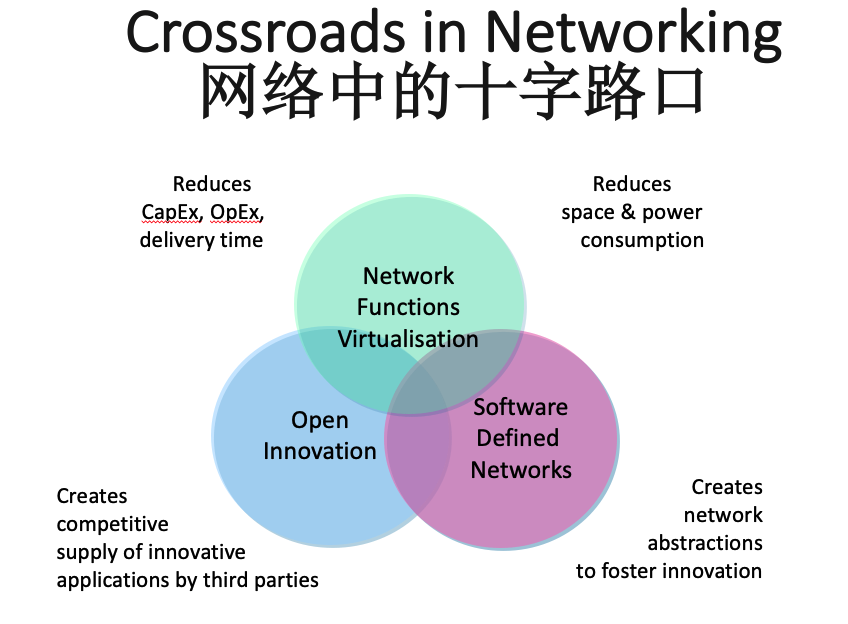 Crossroads in Networking
网络中的十字路口
Reduces
CapEx, OpEx,
delivery time
Reduces
space & power
consumption
Network
Functions
Virtualisation
Open
Innovation
Software
Defined
Networks
Creates
competitive
supply of innovative
applications by third parties
Creates
network
abstractions
to foster innovation